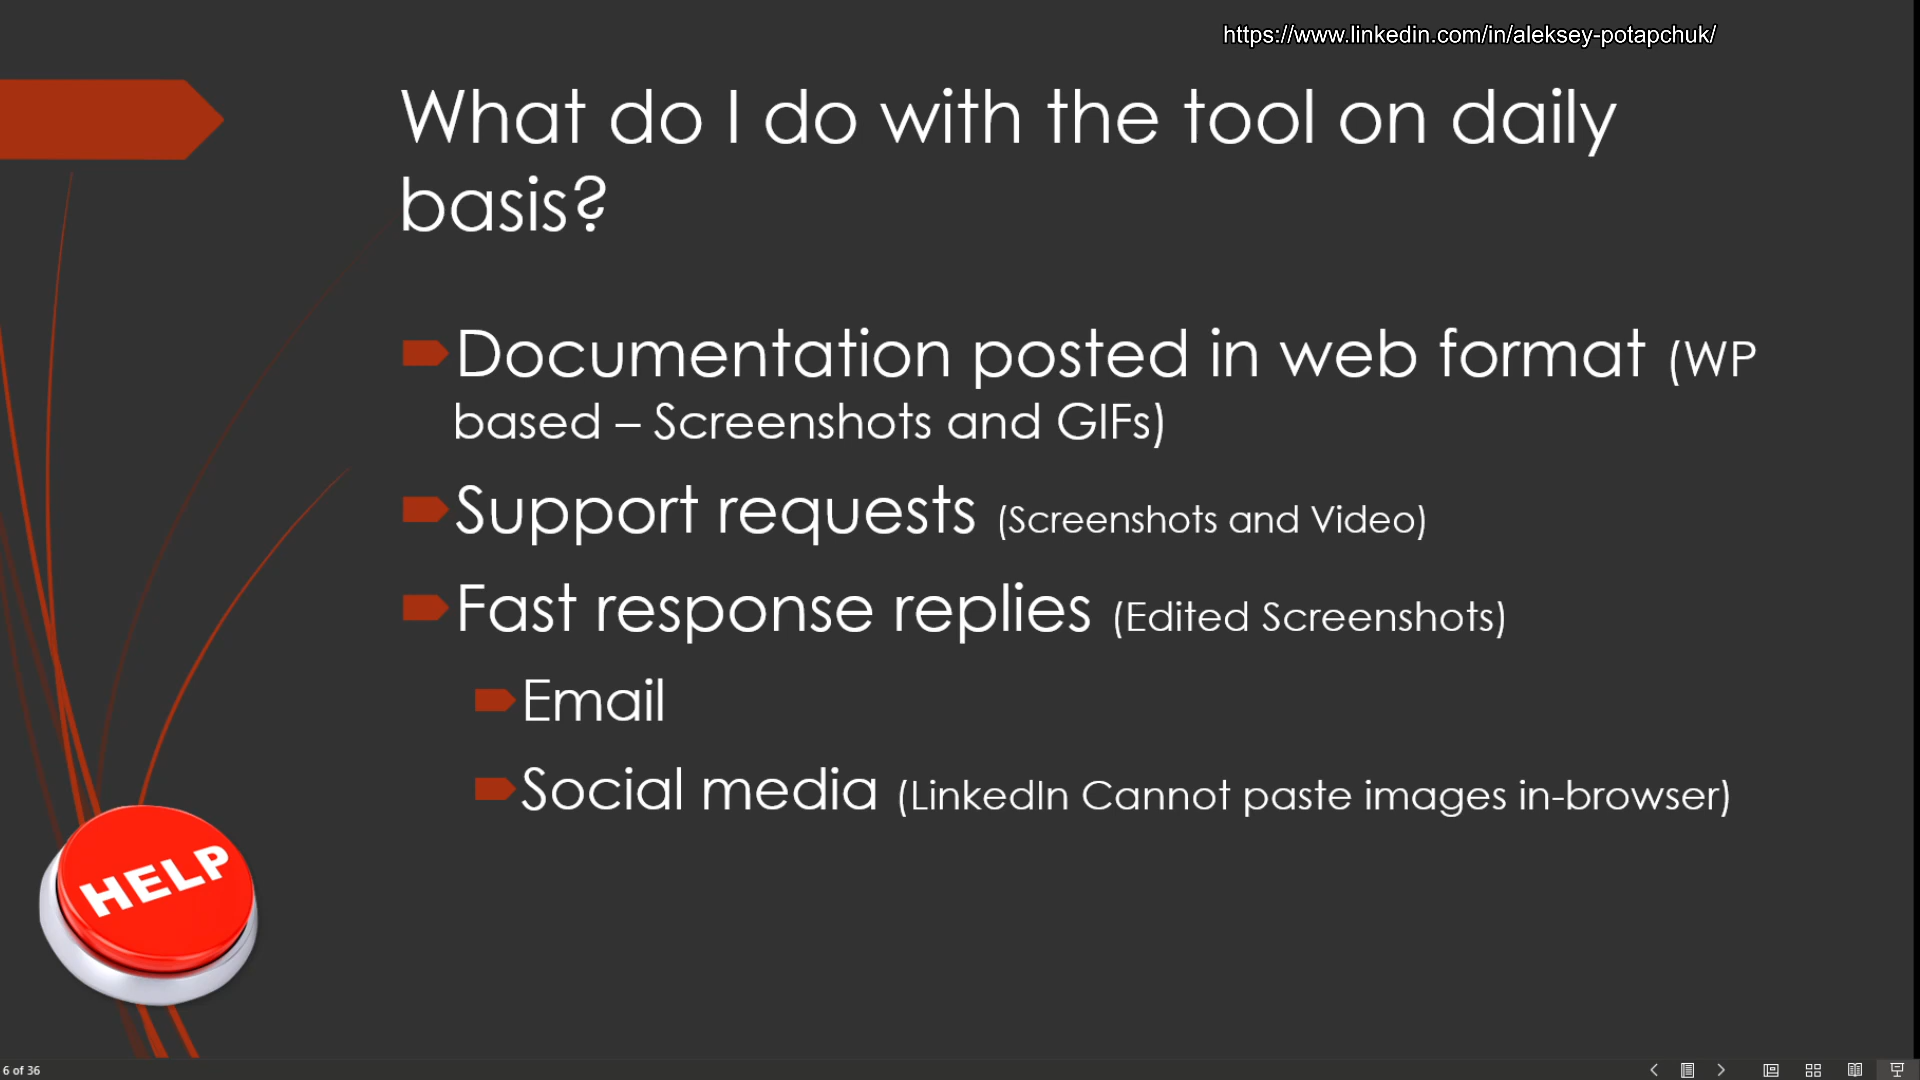 https://www.linkedin.com/in/aleksey-potapchuk/
What do I do with the tool on daily
basis?
Documentation posted in web format (WP
based – Screenshots and GIFs)
Support requests (Screenshots and Video)
Fast response replies (Edited Screenshots)
Email
Social media (LinkedIn Cannot paste images in-browser)
HELP
6 of 36